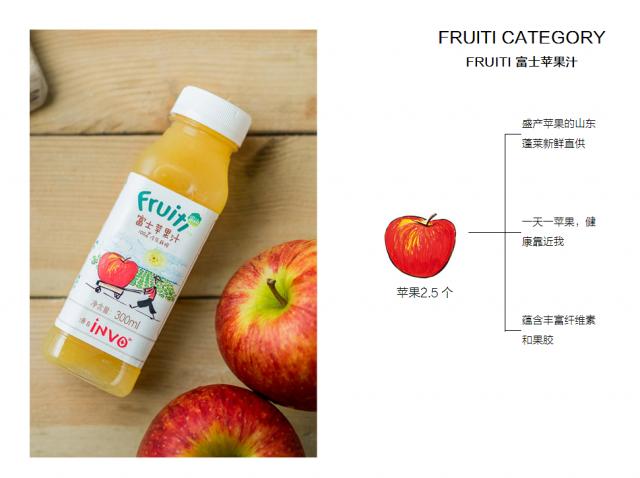 FRUITI CATEGORY
FRUITI 富士苹果汁
Fruiti
富士苹果汁
净含量: 300ml
iNVO
盛产苹果的山东
蓬莱新鲜直供
一天一苹果，健
康靠近我
苹果2.5 个
蕴含丰富纤维素
和果胶